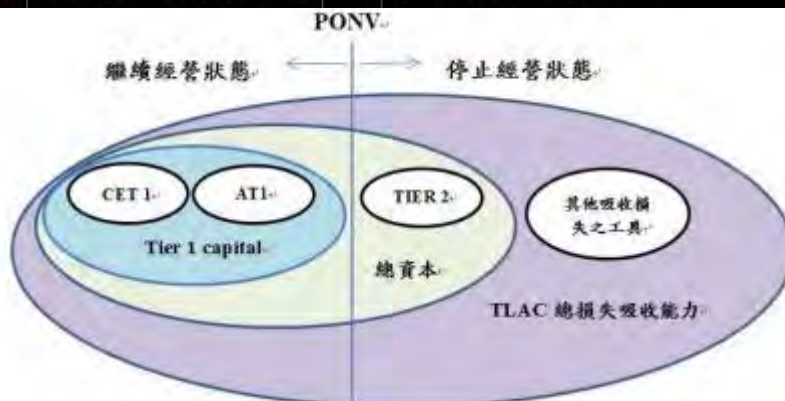 PONV
繼續經營狀態
停止經營狀態
CET 1
AT1
TIER 2
其他吸收損
失之工具
Tier 1 capital
總資本
TLAC 總損失吸收能力